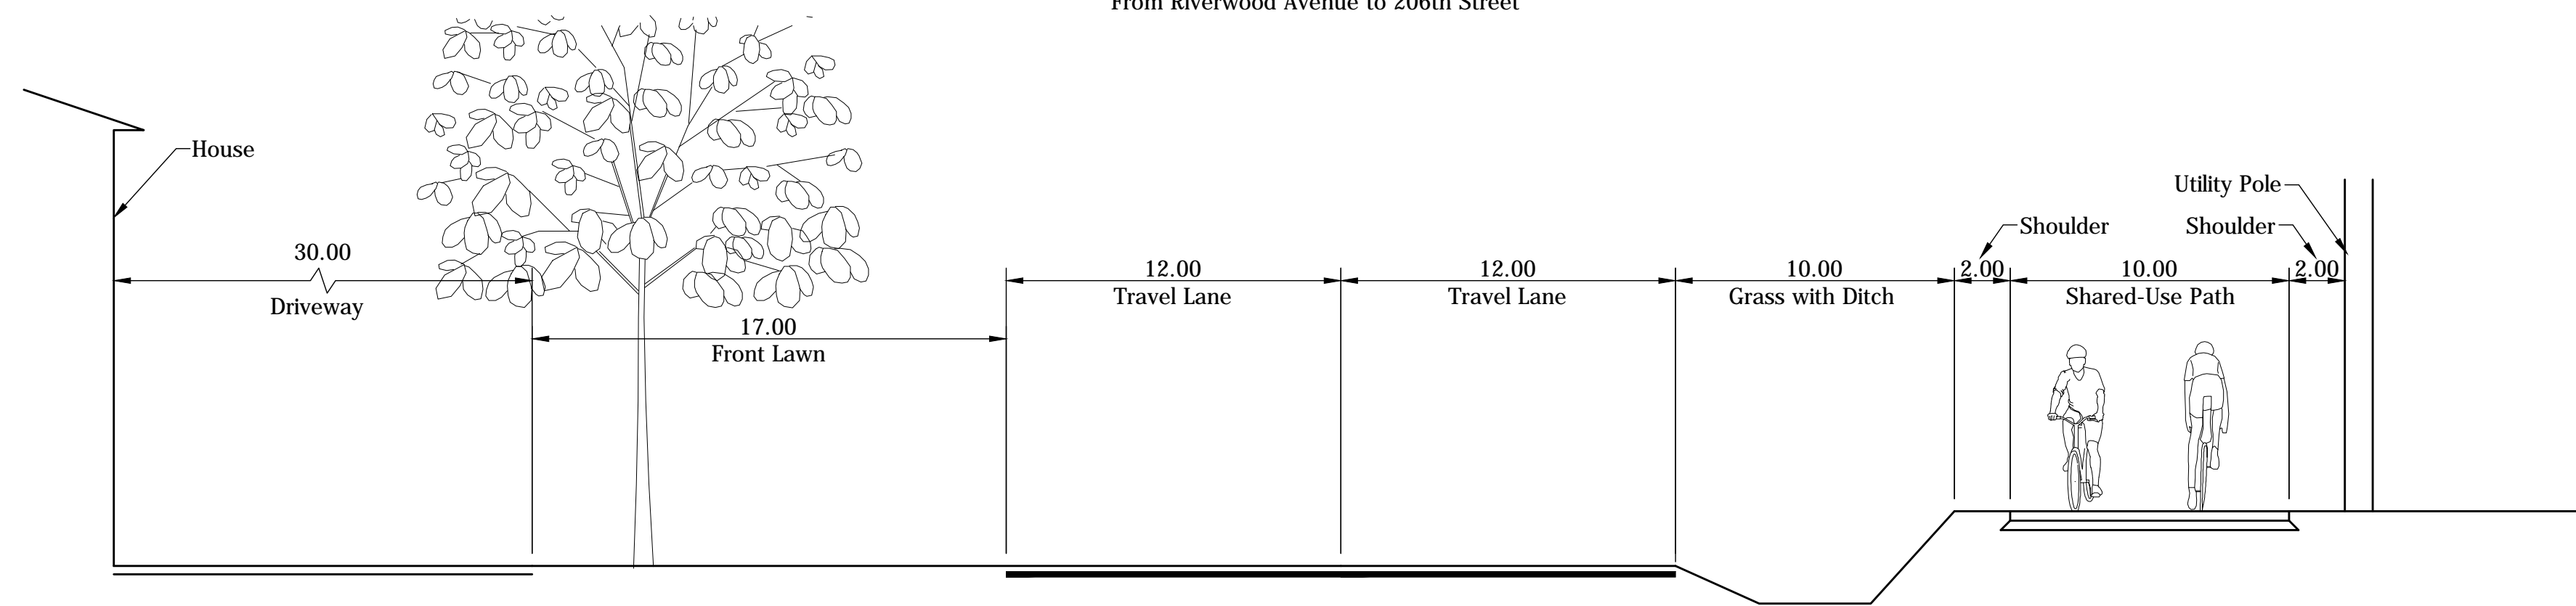 From Riverwood Avenue to 206th Street
House
Utility Pole
Shoulder
Shoulder
30.00
Driveway
17.00
Front Lawn
12.00
Travel Lane
12.00
Travel Lane
10.00
Grass with Ditch
2.00
10.00
Shared-Use Path
2.00